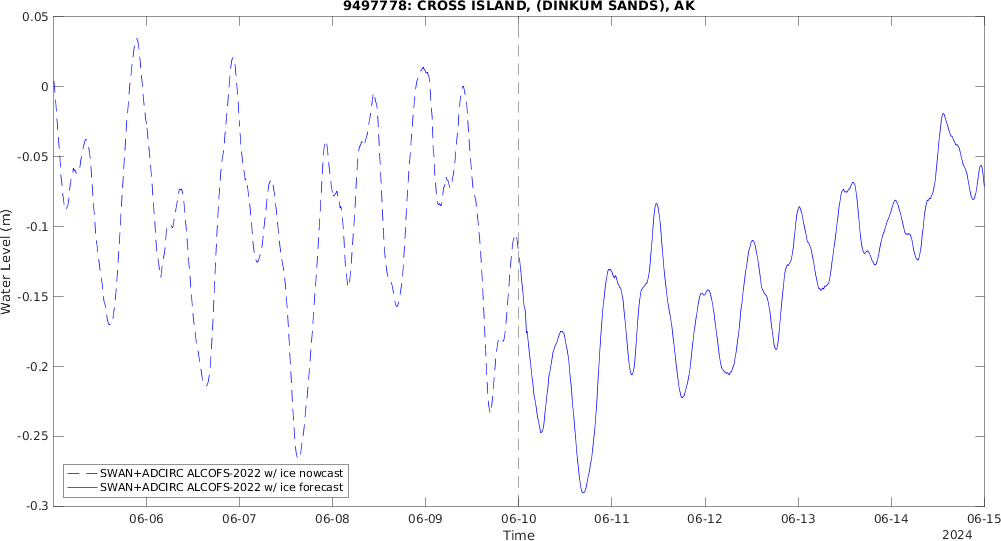 9497778: CROSS ISLAND, (DINKUM SANDS), AK
0.05
0
-0.05
-0.1
-0.15
-0.2
-0.25
-0.3
Water Level (m)
SWAN+ADCIRC ALCOFS-2022 w/ ice nowcast
SWAN+ADCIRC ALCOFS-2022 w/ ice forecast
06-06 06-07 06-08 06-09 06-10 06-11 06-12 06-13 06-14 06-15
Time
2024